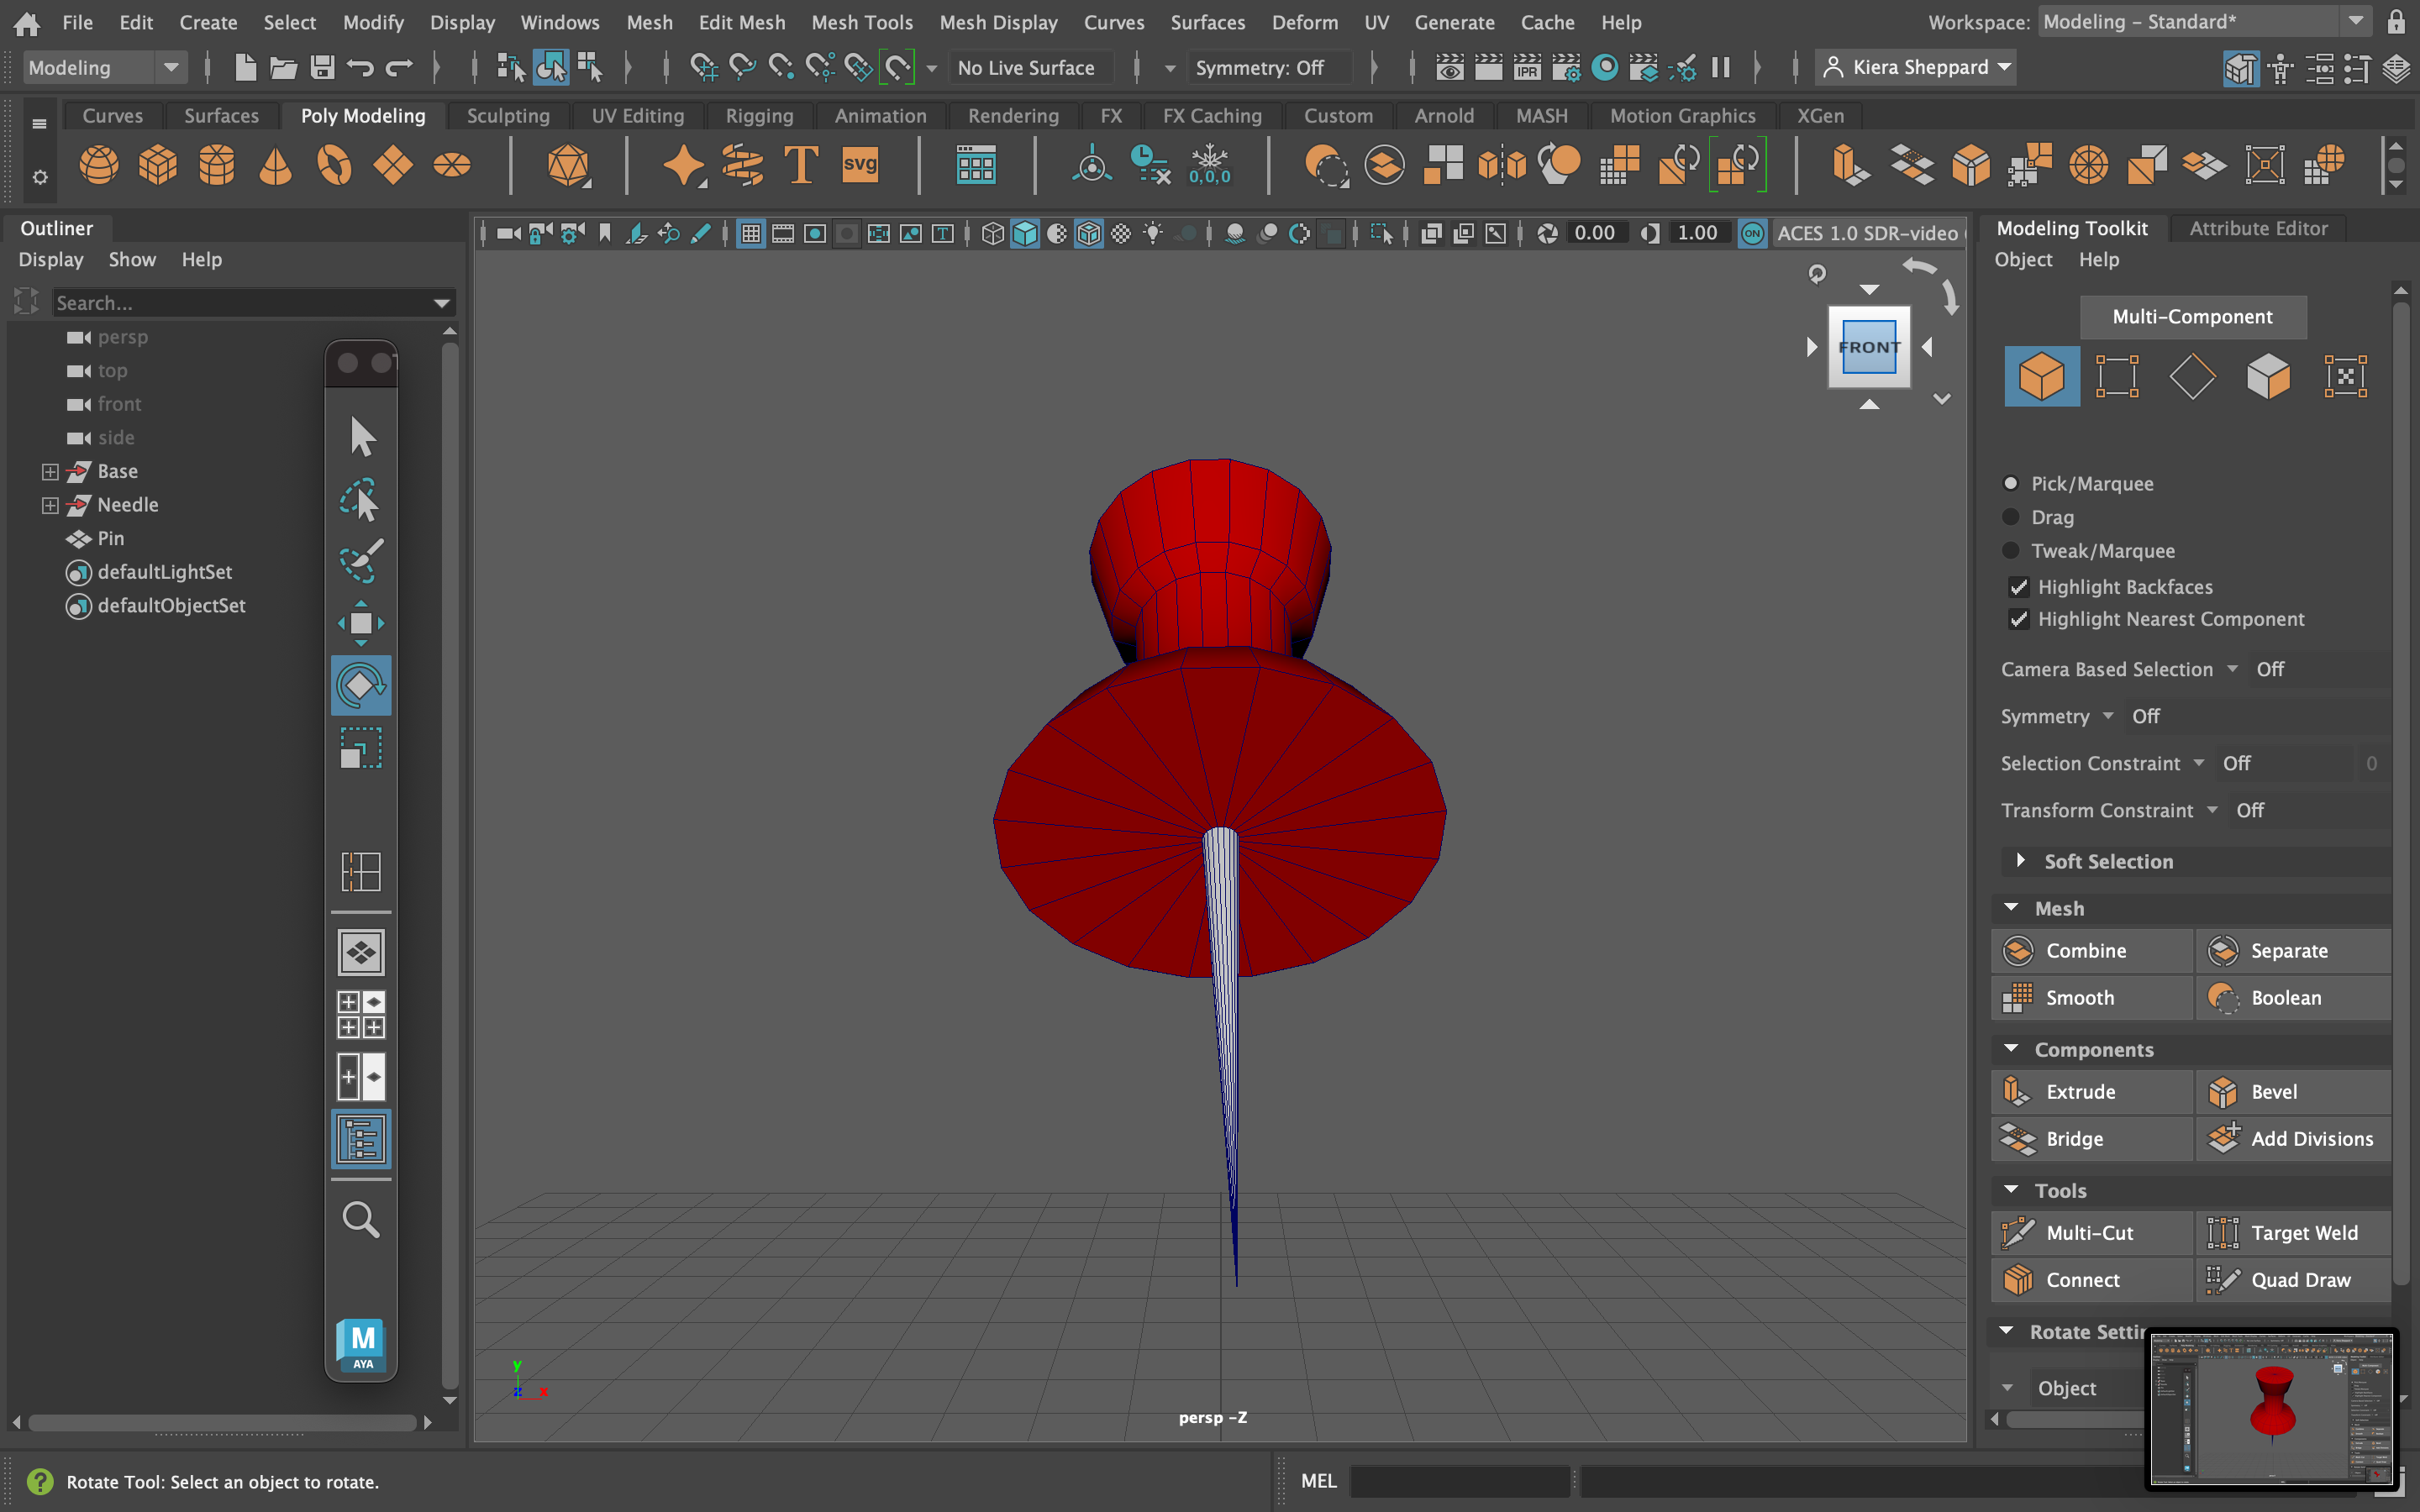 File Edit Create Select Modify Display Windows Mesh Edit Mesh Mesh Tools Mesh Display Curves Surfaces Deform UV Generate Cache Help Workspace: Modeling - Standard*
Modeling No Live Surface Symmetry: Off IPR Kiera Sheppard
Curves Surfaces Poly Modeling Sculpting UV Editing Rigging Animation Rendering FX FX Caching Custom Arnold MASH Motion Graphics XGen
T svg 0,0,0
Outliner
Display Show Help
Search...
persp
top
front
side
Base
Needle
Pin
defaultLightSet
defaultObjectSet
M
AYA
T 0.00 1.00 ON ACES 1.0 SDR-video
FRONT
y
z x
persp -Z
Modeling Toolkit Attribute Editor
Object Help
Multi-Component
Pick/Marquee
Drag
Tweak/Marquee
Highlight Backfaces
Highlight Nearest Component
Camera Based Selection Off
Symmetry Off
Selection Constraint Off 0
Transform Constraint Off
Soft Selection
Mesh
Combine Separate
Smooth Boolean
Components
Extrude Bevel
Bridge Add Divisions
Tools
Multi-Cut Target Weld
Connect Quad Draw
Rotate Settin
Object
? Rotate Tool: Select an object to rotate.
MEL